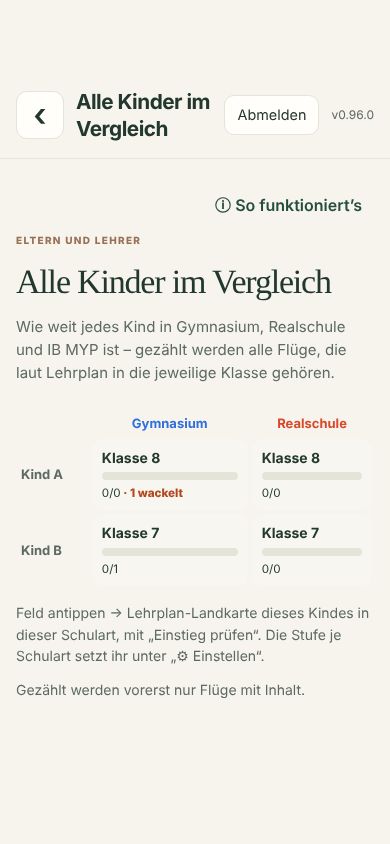 ‹ Alle Kinder im Vergleich Abmelden v0.96.0
ⓘ So funktioniert’s
ELTERN UND LEHRER
Alle Kinder im Vergleich
Wie weit jedes Kind in Gymnasium, Realschule
und IB MYP ist – gezählt werden alle Flüge, die
laut Lehrplan in die jeweilige Klasse gehören.
Gymnasium Realschule
Kind A
Klasse 8
0/0 · 1 wackelt
Klasse 8
0/0
Kind B
Klasse 7
0/1
Klasse 7
0/0
Feld antippen → Lehrplan-Landkarte dieses Kindes in
dieser Schulart, mit „Einstieg prüfen“. Die Stufe je
Schulart setzt ihr unter „⚙ Einstellen“.
Gezählt werden vorerst nur Flüge mit Inhalt.